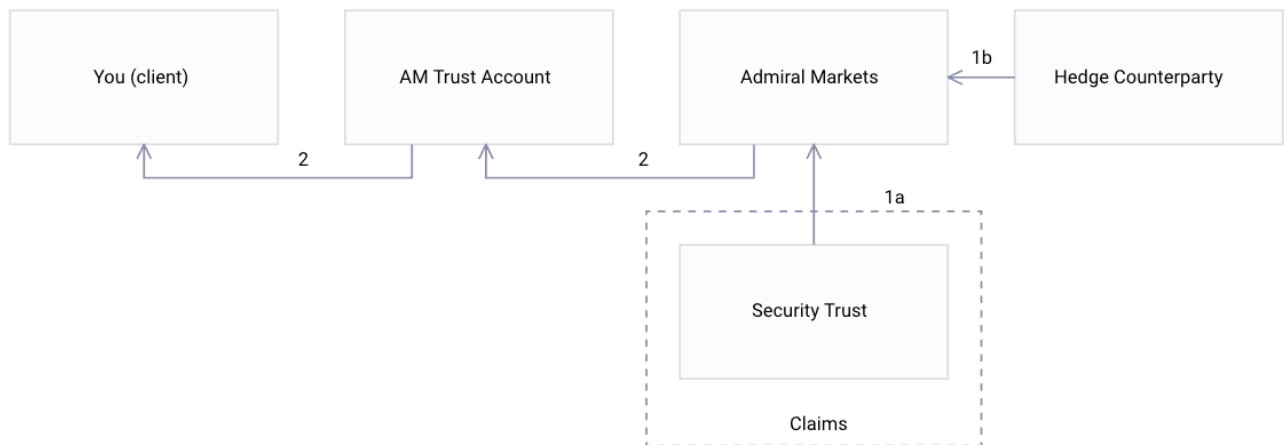 You (client)
AM Trust Account
Admiral Markets
1b
Hedge Counterparty
2
2
1a
Security Trust
Claims